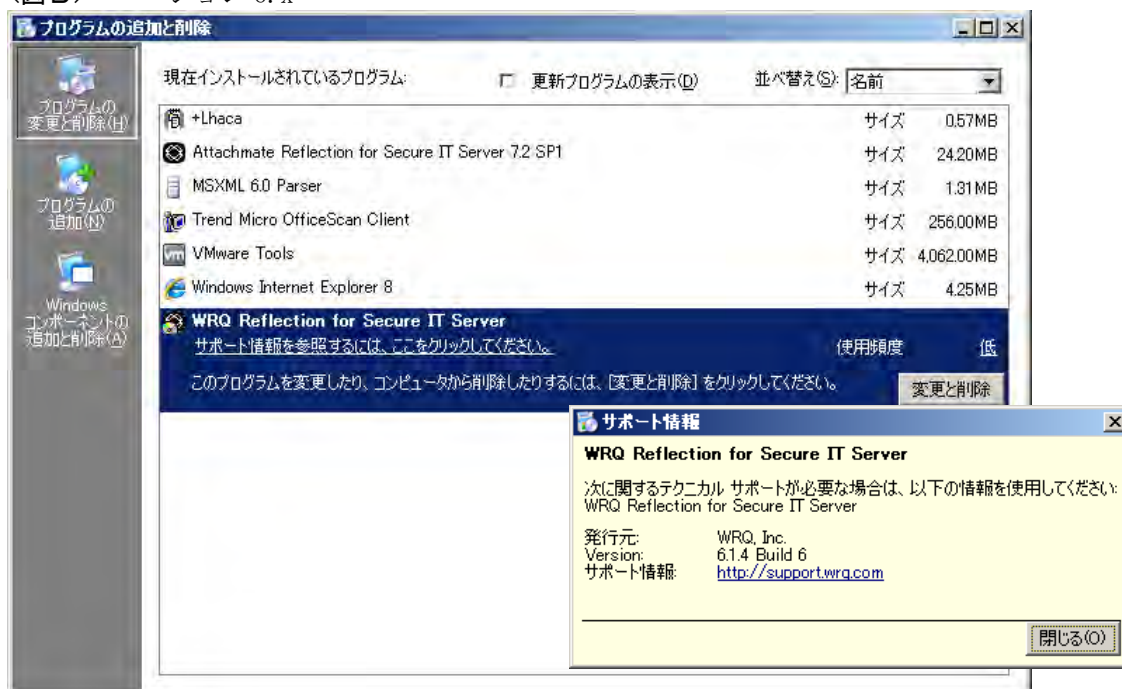 プログラムの追加と削除
現在インストールされているプログラム:
更新プログラムの表示(D)
並べ替え(S):
名前
プログラムの
変更と削除(H)
プログラムの
追加(N)
Windows
コンポーネントの
追加と削除(A)
+Lhaca サイズ 0.57MB
Attachmate Reflection for Secure IT Server 7.2 SP1 サイズ 24.20MB
MSXML 6.0 Parser サイズ 1.31MB
Trend Micro OfficeScan Client サイズ 256.00MB
VMware Tools サイズ 4,062.00MB
Windows Internet Explorer 8 サイズ 4.25MB
WRQ Reflection for Secure IT Server
サポート情報を参照するには、ここをクリックしてください。 使用頻度 低
このプログラムを変更したり、コンピュータから削除したりするには、[変更と削除] をクリックしてください。
変更と削除
サポート情報
WRQ Reflection for Secure IT Server
次に関するテクニカル サポートが必要な場合は、以下の情報を使用してください:
WRQ Reflection for Secure IT Server
発行元: WRQ, Inc.
Version: 6.1.4 Build 6
サポート情報: http://support.wrq.com
閉じる(O)